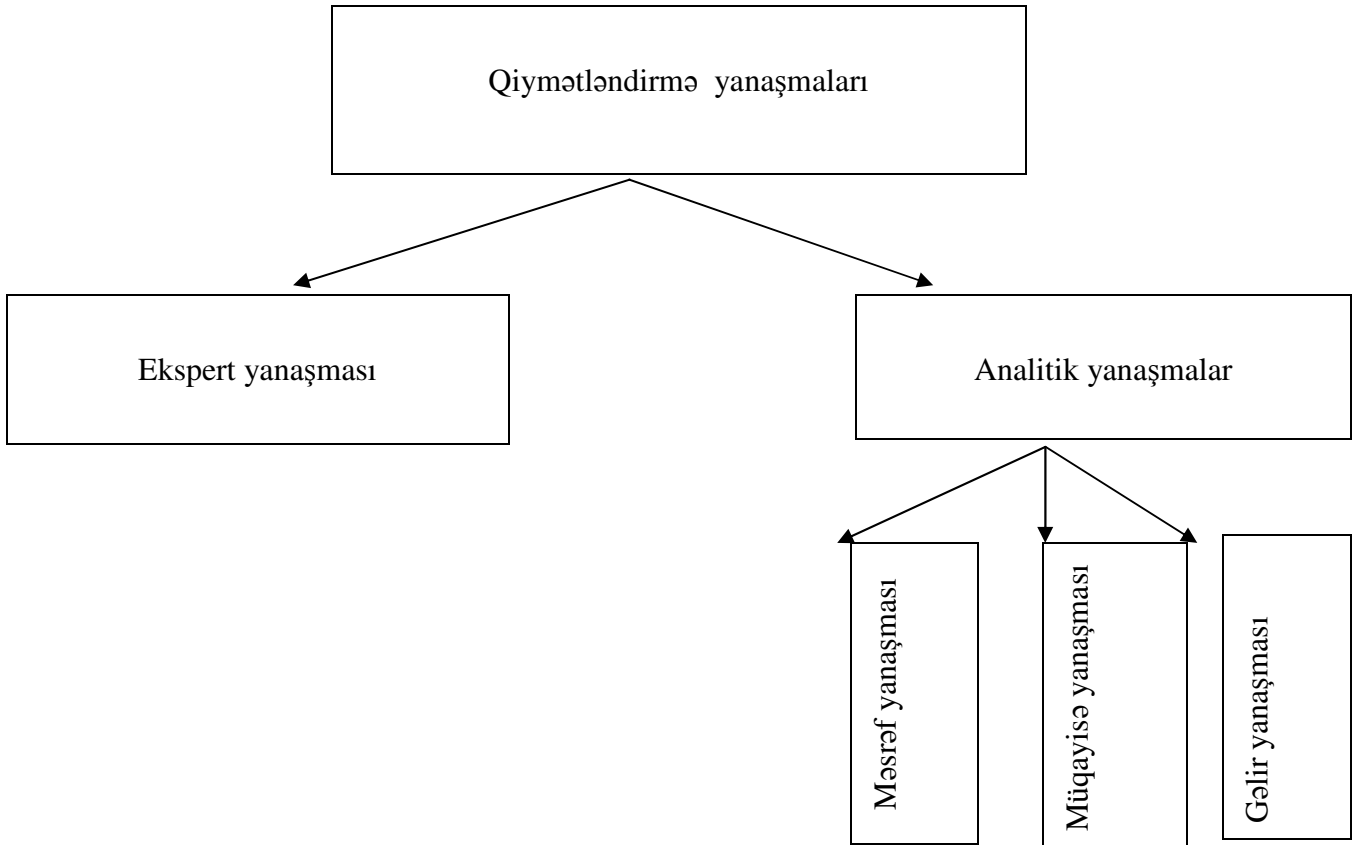 Qiymətləndirmə yanaşmaları
Ekspert yanaşması
Analitik yanaşmalar
Məsrəf yanaşması
Müqayisə yanaşması
Gəlir yanaşması